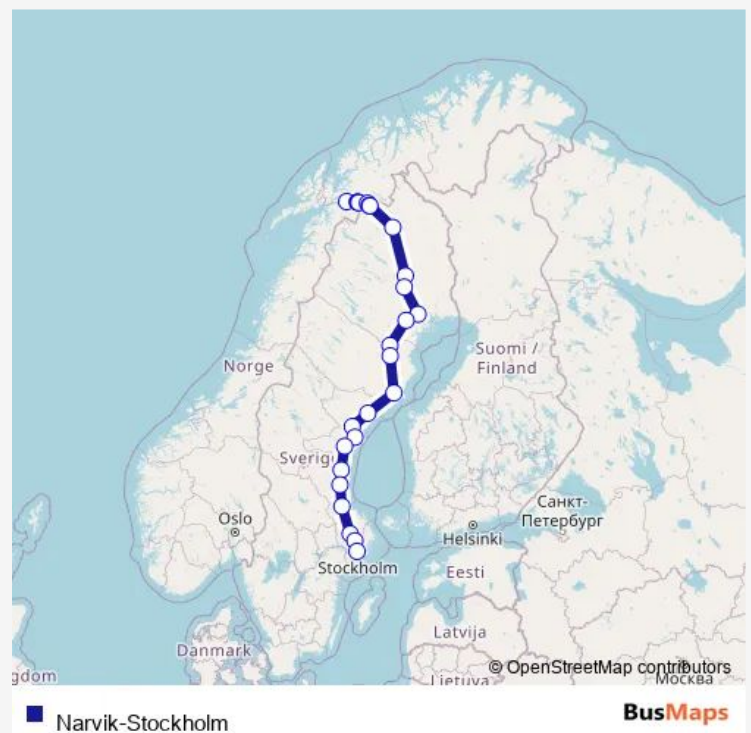 Norge
Suomi /
Finland
Sverig
Oslo
Санкт-
Петербург
Helsinki
Stockholm
Eesti
Latvija
Danmark
© OpenStreetMap contributors
gdom
Lietuva
Москва
Narvik-Stockholm
BusMaps